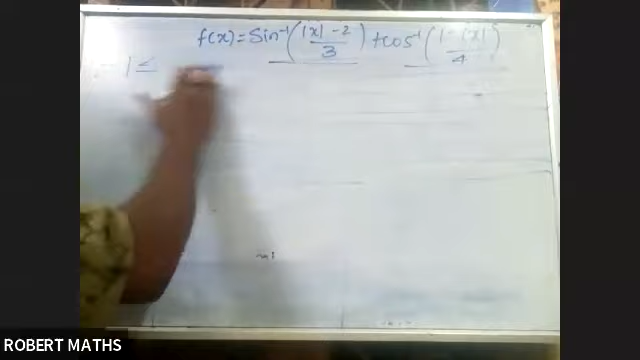 f(x) = Sin⁻¹ ( |x| - 2 / 3 ) + cos⁻¹ ( 1 - |x| / 4 )
-1 ≤
ROBERT MATHS